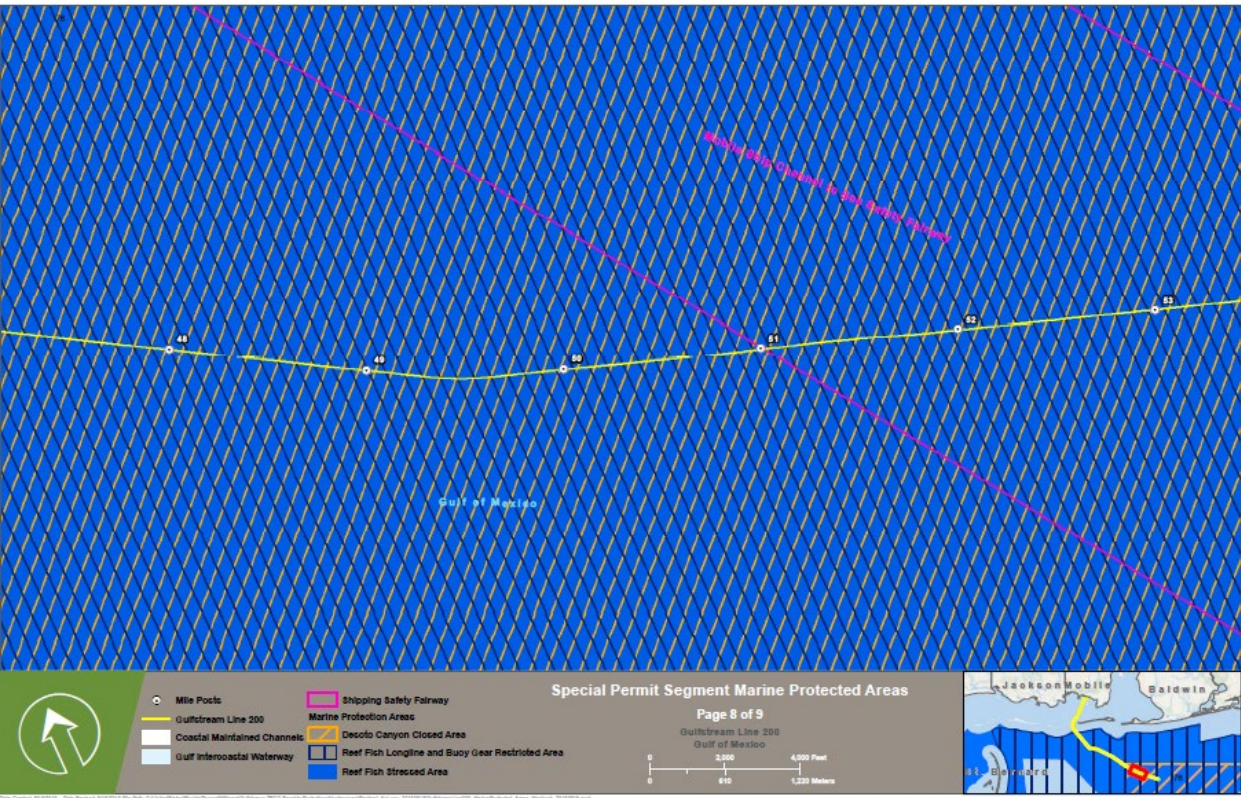 76
Mobile Ship Channel to Sea Safety Fairway
53
52
51
48
49
50
Gulf of Mexico
Mile Posts
Gulfstream Line 200
Coastal Maintained Channels
Gulf Intercoastal Waterway
Shipping Safety Fairway
Marine Protection Areas
Desoto Canyon Closed Area
Reef Fish Longline and Buoy Gear Restricted Area
Reef Fish Stressed Area
Special Permit Segment Marine Protected Areas
Page 8 of 9
Gulfstream Line 200
Gulf of Mexico
0 2,000 4,000 Feet
0 610 1,220 Meters
Jackson Mobile Baldwin
St. Bernard
76